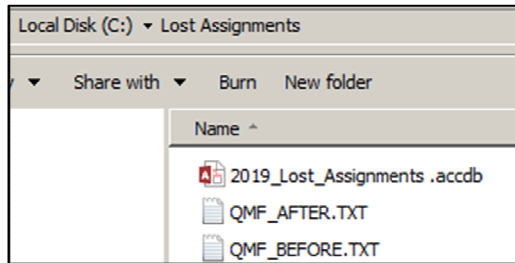 Local Disk (C:) Lost Assignments
Share with Burn New folder
Name
2019_Lost_Assignments .accdb
QMF_AFTER.TXT
QMF_BEFORE.TXT